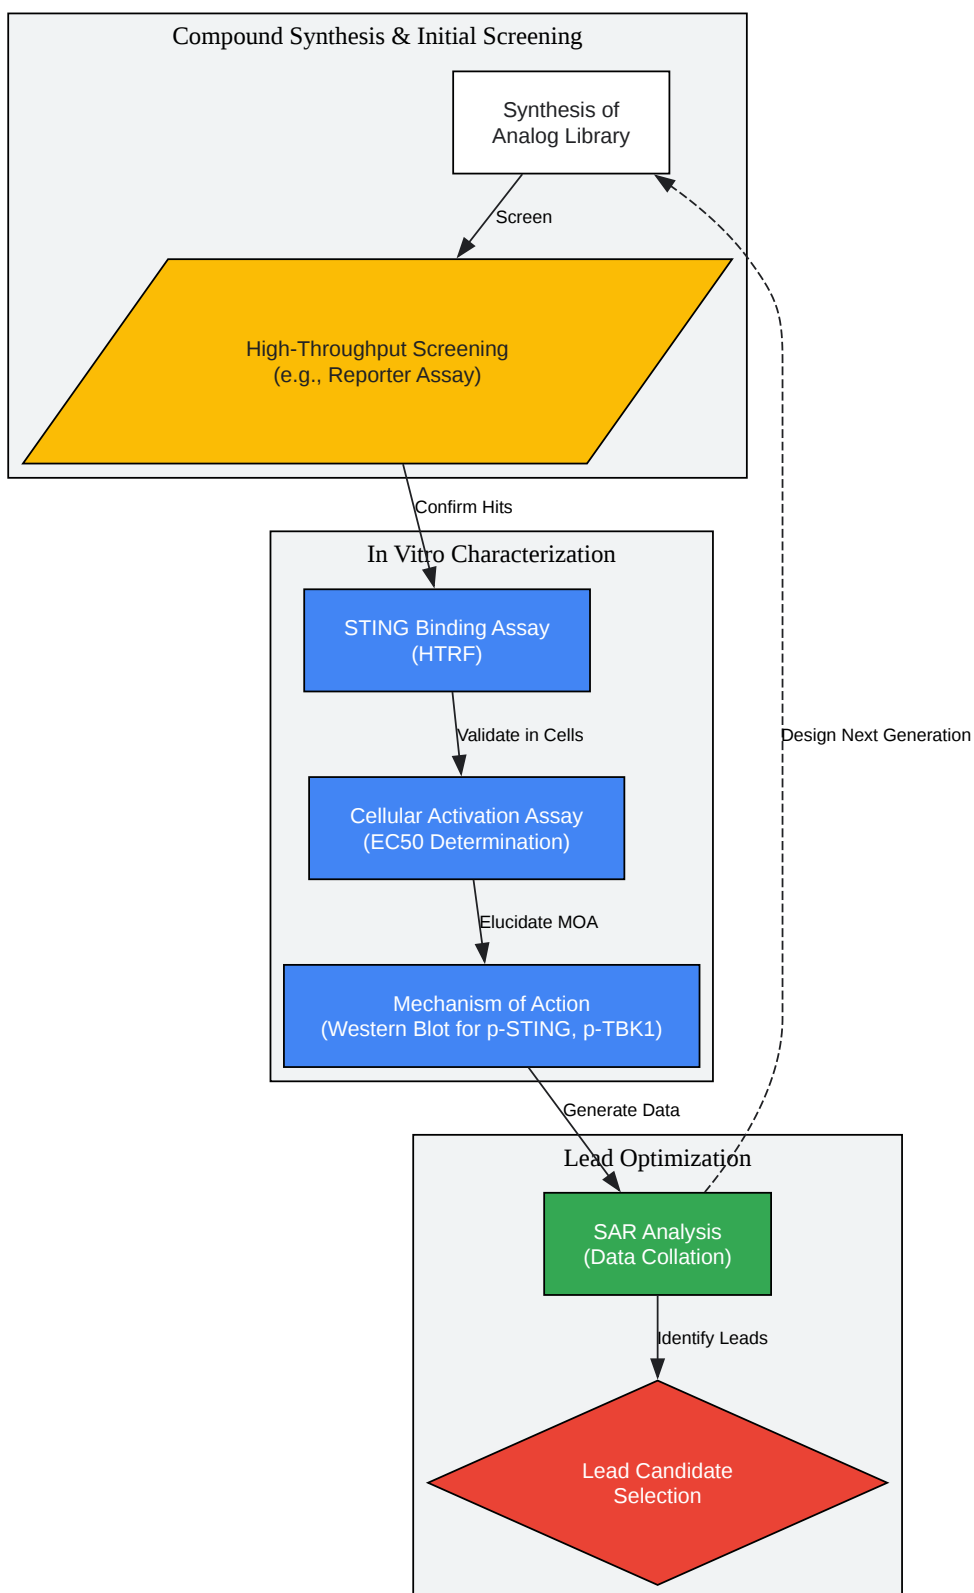 Compound Synthesis & Initial Screening
Synthesis of
Analog Library
Screen
High-Throughput Screening
(e.g., Reporter Assay)
Confirm Hits
In Vitro Characterization
STING Binding Assay
(HTRF)
Validate in Cells
Design Next Generation
Cellular Activation Assay
(EC50 Determination)
Elucidate MOA
Mechanism of Action
(Western Blot for p-STING, p-TBK1)
Generate Data
Lead Optimization
SAR Analysis
(Data Collation)
Identify Leads
Lead Candidate
Selection